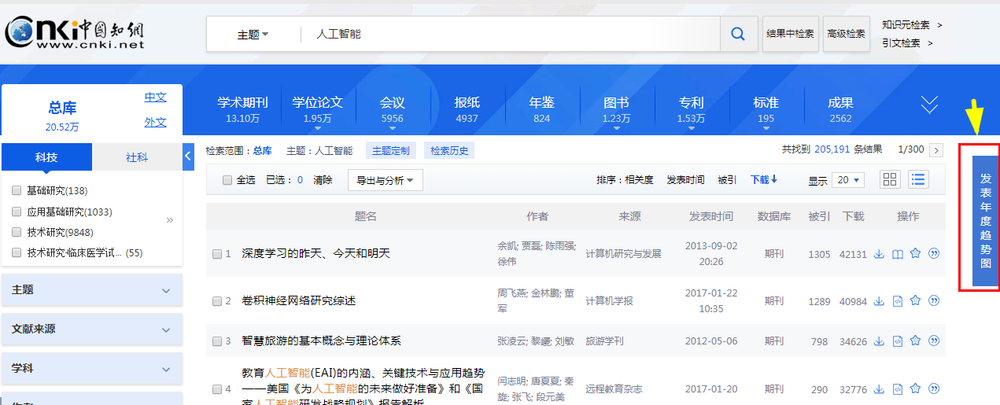 Cnki中国知网
www.cnki.net
主题
人工智能
结果中检索
高级检索
知识元检索 >
引文检索 >
总库
20.52万
中文
外文
学术期刊
13.10万
学位论文
1.95万
会议
5956
报纸
4937
年鉴
824
图书
1.23万
专利
1.53万
标准
195
成果
2562
科技
社科
检索范围：总库 主题：人工智能 主题定制 检索历史
共找到 205,191 条结果 1/300 >
全选 已选：0 清除 导出与分析
排序：相关度 发表时间 被引 下载↓ 显示 20
基础研究(138)
应用基础研究(1033)
技术研究(9848)
技术研究-临床医学试... (55)
»
主题
文献来源
学科
题名 作者 来源 发表时间 数据库 被引 下载 操作
1 深度学习的昨天、今天和明天
余凯; 贾磊; 陈雨强;
徐伟
计算机研究与发展
2013-09-02
20:26
期刊 1305 42131
2 卷积神经网络研究综述
周飞燕; 金林鹏; 董
军
计算机学报
2017-01-22
10:35
期刊 1289 40984
3 智慧旅游的基本概念与理论体系
张凌云; 黎巎; 刘敏
旅游学刊
2012-05-06
期刊 798 34626
4 教育人工智能(EAI)的内涵、关键技术与应用趋势
——美国《为人工智能的未来做好准备》和《国
家人工智能研发战略规划》报告解析
闫志明; 唐夏夏; 秦
旋; 张飞; 段元美
远程教育杂志
2017-01-20
期刊 290 32776
发表年度趋势图